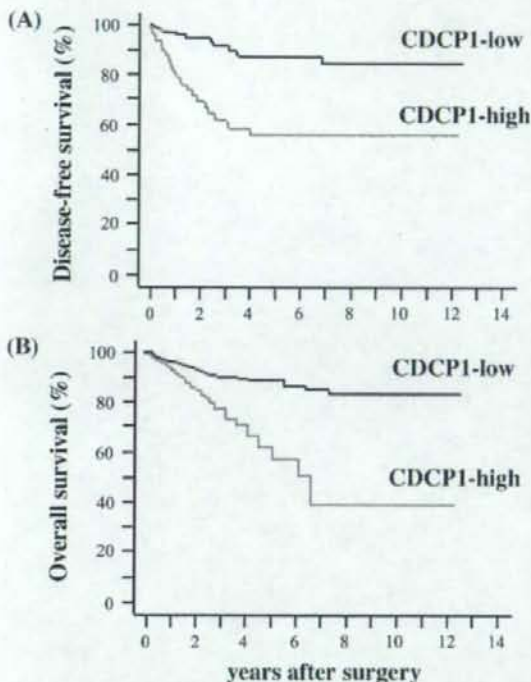 (A)
Disease-free survival (%)
100
80
60
40
20
0
CDCP1-low
CDCP1-high
0 2 4 6 8 10 12 14
(B)
Overall survival (%)
100
80
60
40
20
0
CDCP1-low
CDCP1-high
0 2 4 6 8 10 12 14
years after surgery